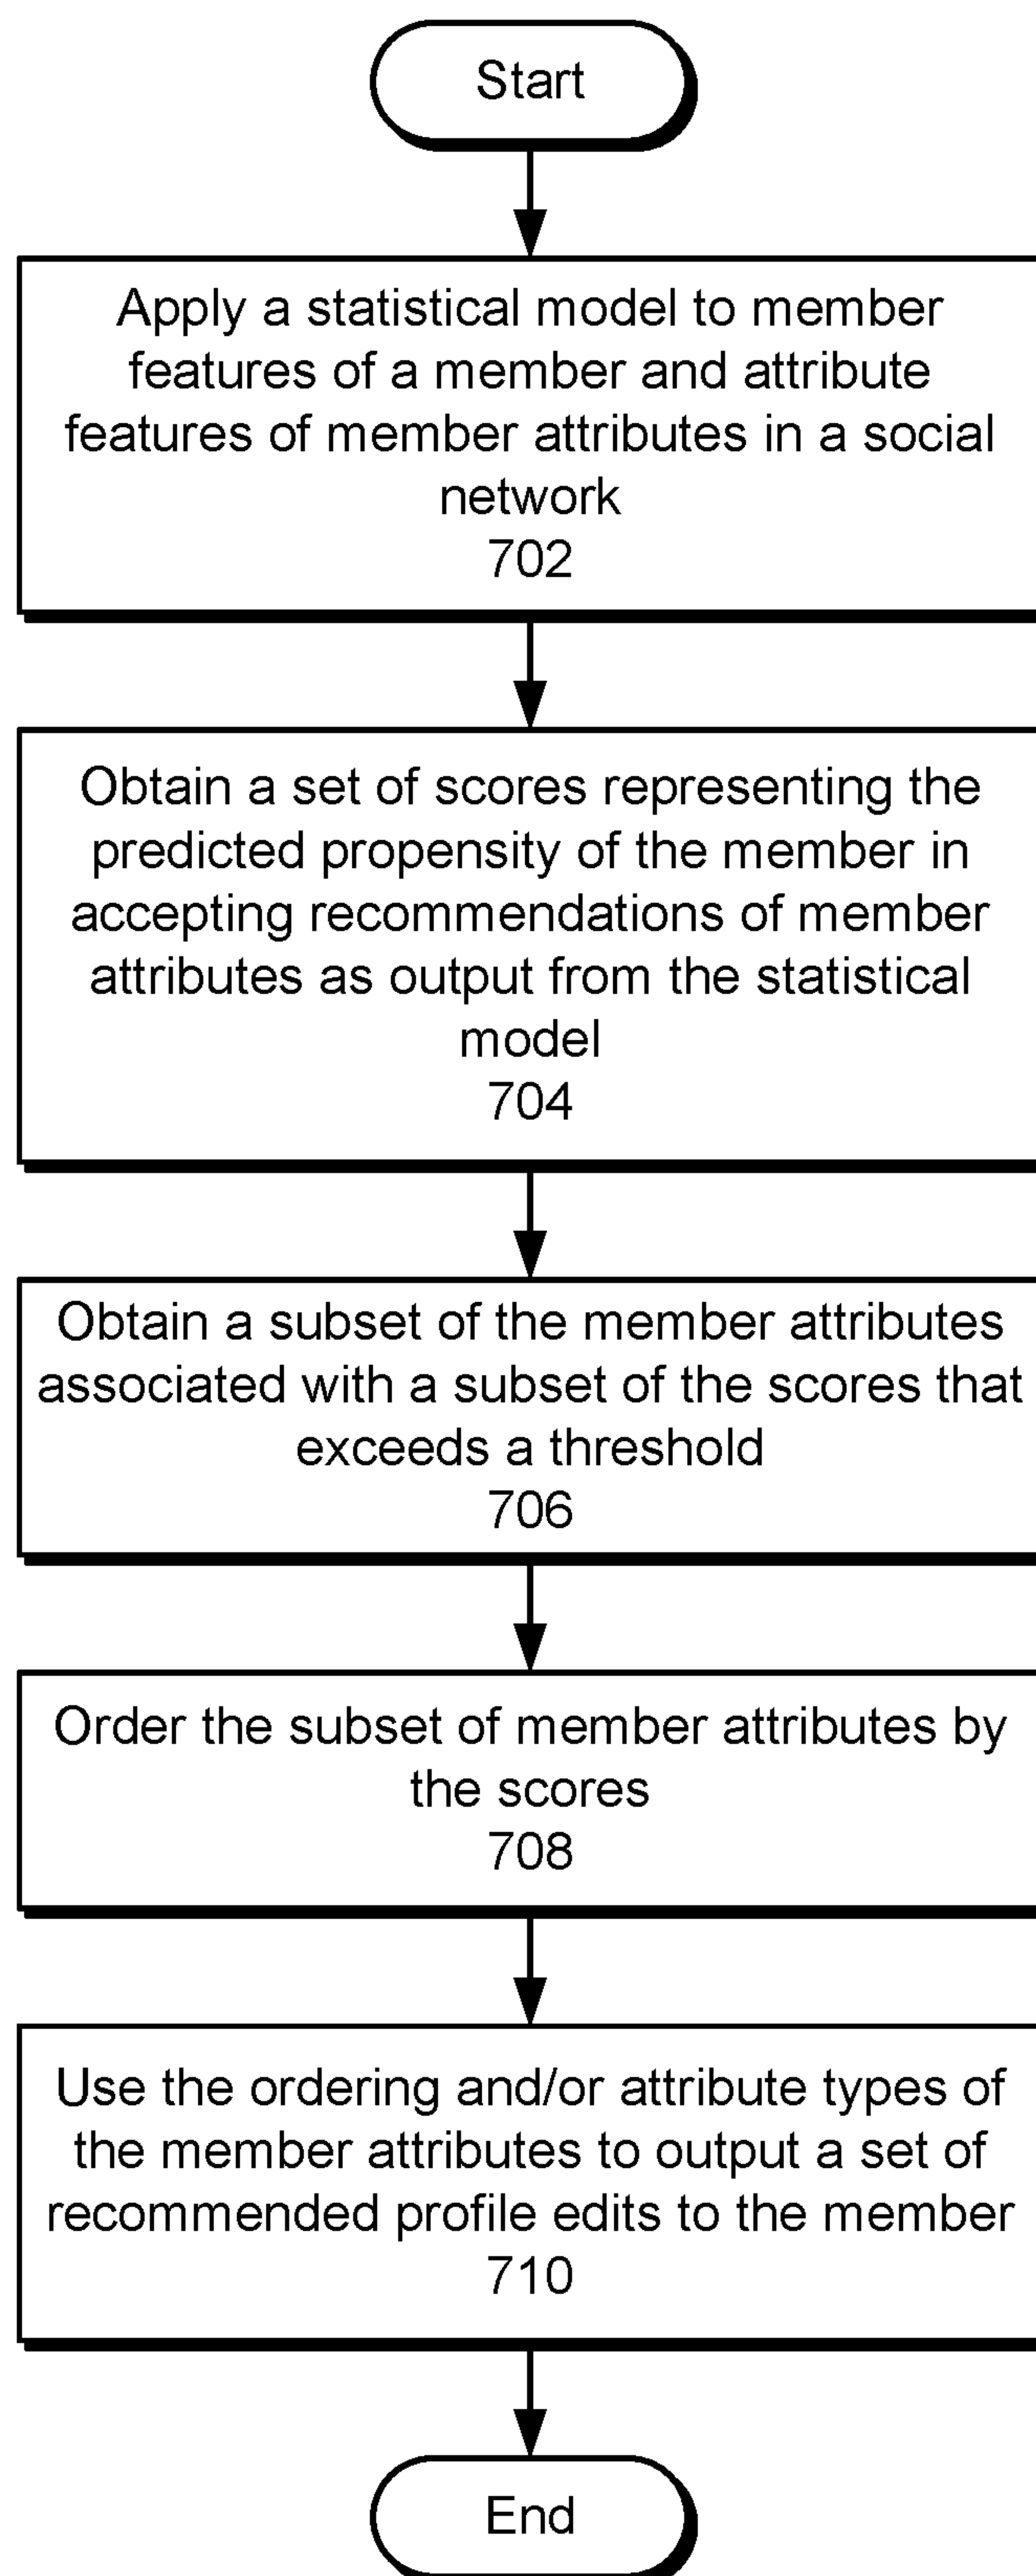 Start
Apply a statistical model to member
features of a member and attribute
features of member attributes in a social
network
702
Obtain a set of scores representing the
predicted propensity of the member in
accepting recommendations of member
attributes as output from the statistical
model
704
Obtain a subset of the member attributes
associated with a subset of the scores that
exceeds a threshold
706
Order the subset of member attributes by
the scores
708
Use the ordering and/or attribute types of
the member attributes to output a set of
recommended profile edits to the member
710
End